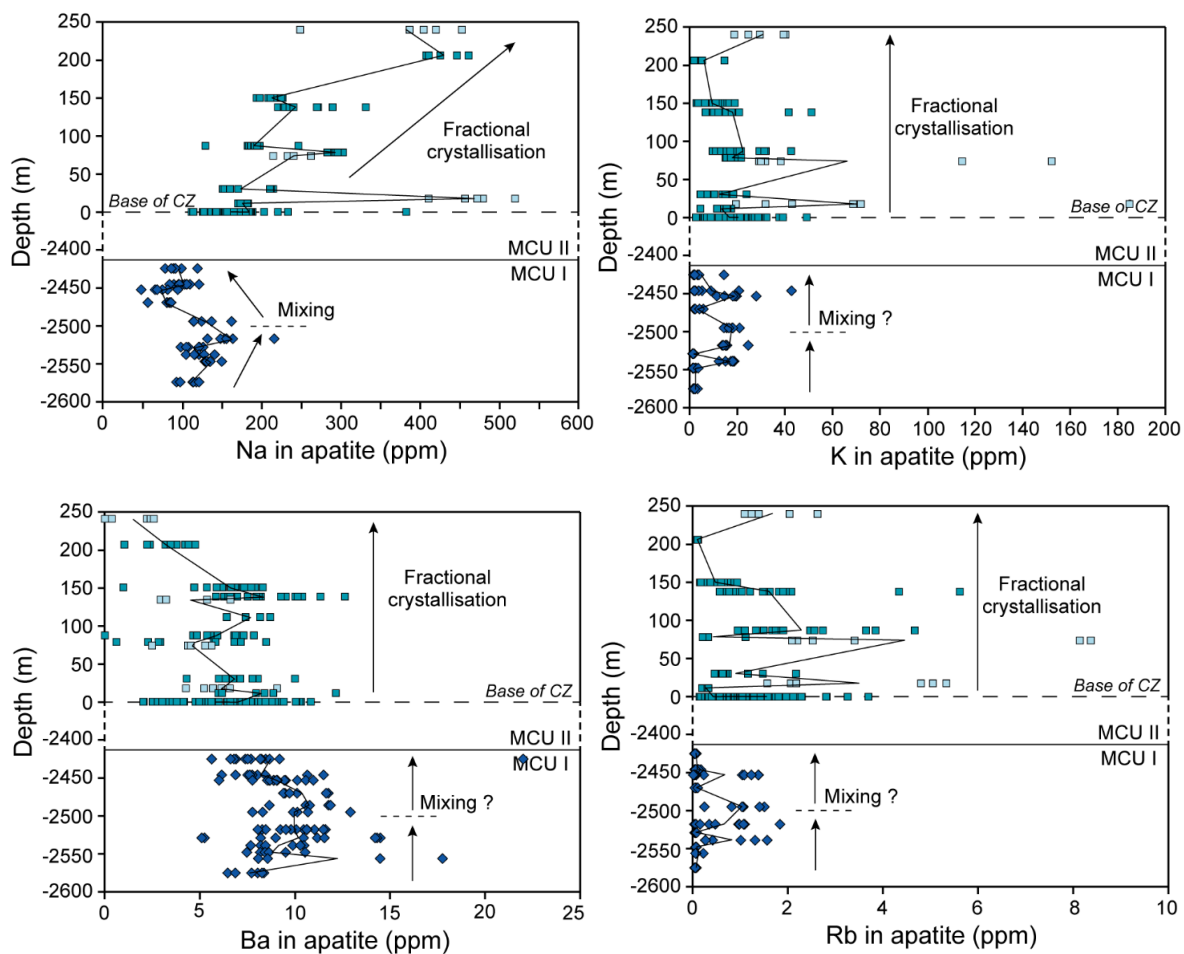 250
200
150
100
50
0
-2400
-2450
-2500
-2550
-2600
Depth (m)
Fractional
crystallisation
Base of CZ
MCU II
MCU I
Mixing
0
100
200
300
400
500
600
Na in apatite (ppm)
250
200
150
100
50
0
-2400
-2450
-2500
-2550
-2600
Depth (m)
Fractional
crystallisation
Base of CZ
MCU II
MCU I
Mixing ?
0
20
40
60
80
100
120
140
160
180
200
K in apatite (ppm)
250
200
150
100
50
0
-2400
-2450
-2500
-2550
-2600
Depth (m)
Fractional
crystallisation
Base of CZ
MCU II
MCU I
Mixing ?
0
5
10
15
20
25
Ba in apatite (ppm)
250
200
150
100
50
0
-2400
-2450
-2500
-2550
-2600
Depth (m)
Fractional
crystallisation
Base of CZ
MCU II
MCU I
Mixing ?
0
2
4
6
8
10
Rb in apatite (ppm)